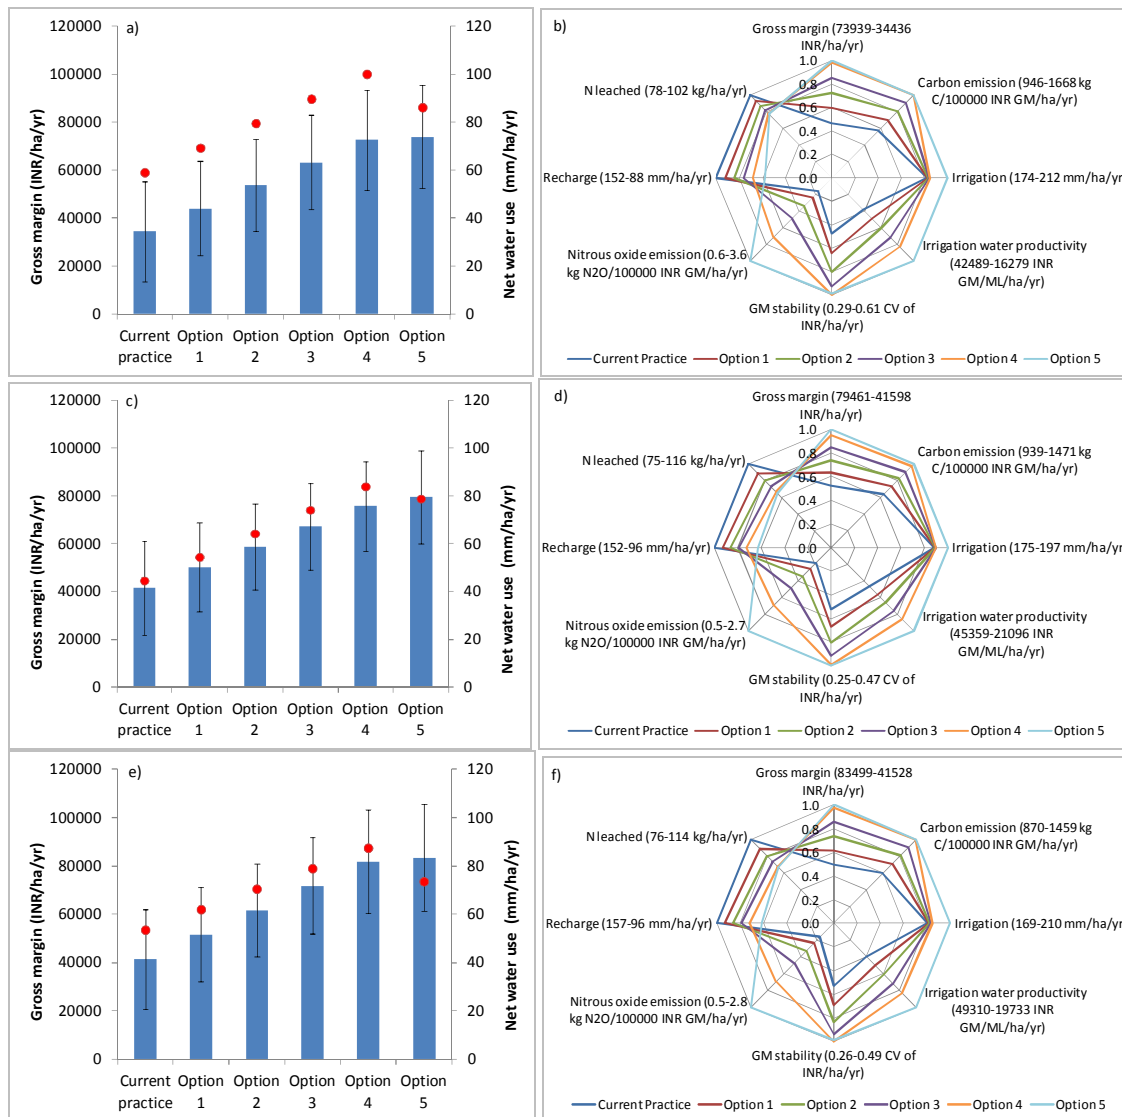 a)
120000
100000
80000
60000
40000
20000
0
Gross margin (INR/ha/yr)
120
100
80
60
40
20
0
Net water use (mm/ha/yr)
Current
practice
Option
1
Option
2
Option
3
Option
4
Option
5
b)
Gross margin (73939-34436
INR/ha/yr)
Carbon emission (946-1668 kg
C/100000 INR GM/ha/yr)
Irrigation (174-212 mm/ha/yr)
Irrigation water productivity
(42489-16279 INR
GM/ML/ha/yr)
GM stability (0.29-0.61 CV of
INR/ha/yr)
Nitrous oxide emission (0.6-3.6
kg N2O/100000 INR GM/ha/yr)
Recharge (152-88 mm/ha/yr)
N leached (78-102 kg/ha/yr)
1.0
0.8
0.6
0.4
0.2
0.0
Current Practice
Option 1
Option 2
Option 3
Option 4
Option 5
c)
120000
100000
80000
60000
40000
20000
0
Gross margin (INR/ha/yr)
120
100
80
60
40
20
0
Net water use (mm/ha/yr)
Current
practice
Option
1
Option
2
Option
3
Option
4
Option
5
d)
Gross margin (79461-41598
INR/ha/yr)
Carbon emission (939-1471 kg
C/100000 INR GM/ha/yr)
Irrigation (175-197 mm/ha/yr)
Irrigation water productivity
(45359-21096 INR
GM/ML/ha/yr)
GM stability (0.25-0.47 CV of
INR/ha/yr)
Nitrous oxide emission (0.5-2.7
kg N2O/100000 INR GM/ha/yr)
Recharge (152-96 mm/ha/yr)
N leached (75-116 kg/ha/yr)
1.0
0.8
0.6
0.4
0.2
0.0
Current Practice
Option 1
Option 2
Option 3
Option 4
Option 5
e)
120000
100000
80000
60000
40000
20000
0
Gross margin (INR/ha/yr)
120
100
80
60
40
20
0
Net water use (mm/ha/yr)
Current
practice
Option
1
Option
2
Option
3
Option
4
Option
5
f)
Gross margin (83499-41528
INR/ha/yr)
Carbon emission (870-1459 kg
C/100000 INR GM/ha/yr)
Irrigation (169-210 mm/ha/yr)
Irrigation water productivity
(49310-19733 INR
GM/ML/ha/yr)
GM stability (0.26-0.49 CV of
INR/ha/yr)
Nitrous oxide emission (0.5-2.8
kg N2O/100000 INR GM/ha/yr)
Recharge (157-96 mm/ha/yr)
N leached (76-114 kg/ha/yr)
1.0
0.8
0.6
0.4
0.2
0.0
Current Practice
Option 1
Option 2
Option 3
Option 4
Option 5